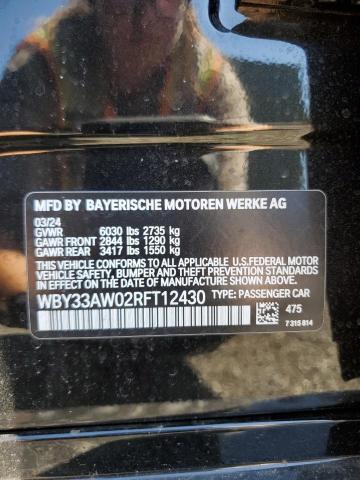 MFD BY BAYERISCHE MOTOREN WERKE AG
03/24
GVWR 6030 lbs 2735 kg
GAWR FRONT 2844 lbs 1290 kg
GAWR REAR 3417 lbs 1550 kg
THIS VEHICLE CONFORMS TO ALL APPLICABLE U.S.FEDERAL MOTOR
VEHICLE SAFETY, BUMPER, AND THEFT PREVENTION STANDARDS IN
EFFECT ON THE DATE OF MANUFACTURE SHOWN ABOVE.
WBY33AW02RFT12430 TYPE: PASSENGER CAR
475
7 315 814